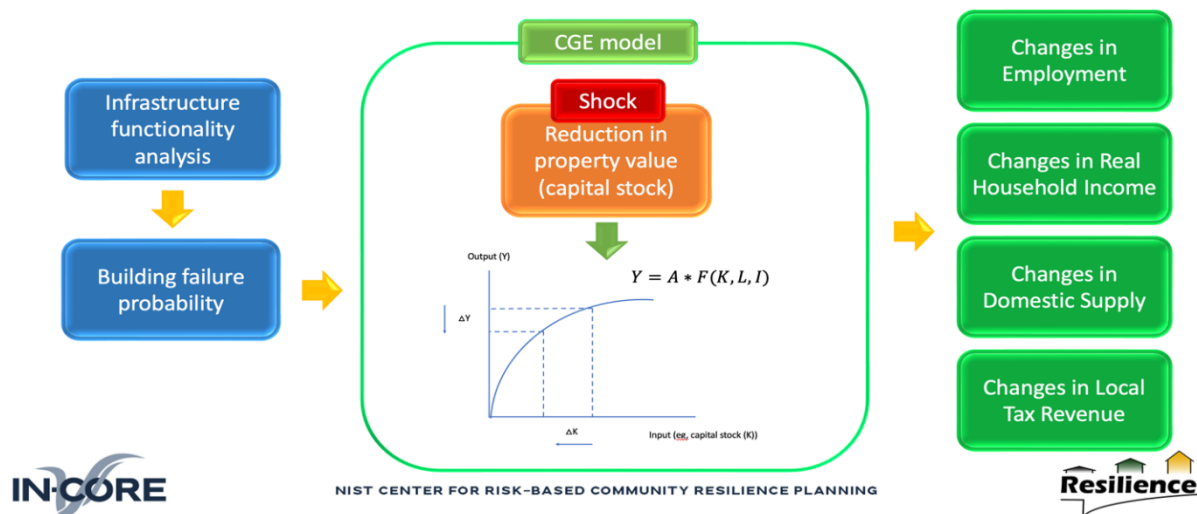 Infrastructure
functionality
analysis
Building failure
probability
CGE model
Shock
Reduction in
property value
(capital stock)
Output (Y)
Y = A * F(K, L, I)
△Y
△K
Input (eg, capital stock (K))
Changes in
Employment
Changes in Real
Household Income
Changes in
Domestic Supply
Changes in Local
Tax Revenue
IN-CORE
NIST CENTER FOR RISK-BASED COMMUNITY RESILIENCE PLANNING
Resilience